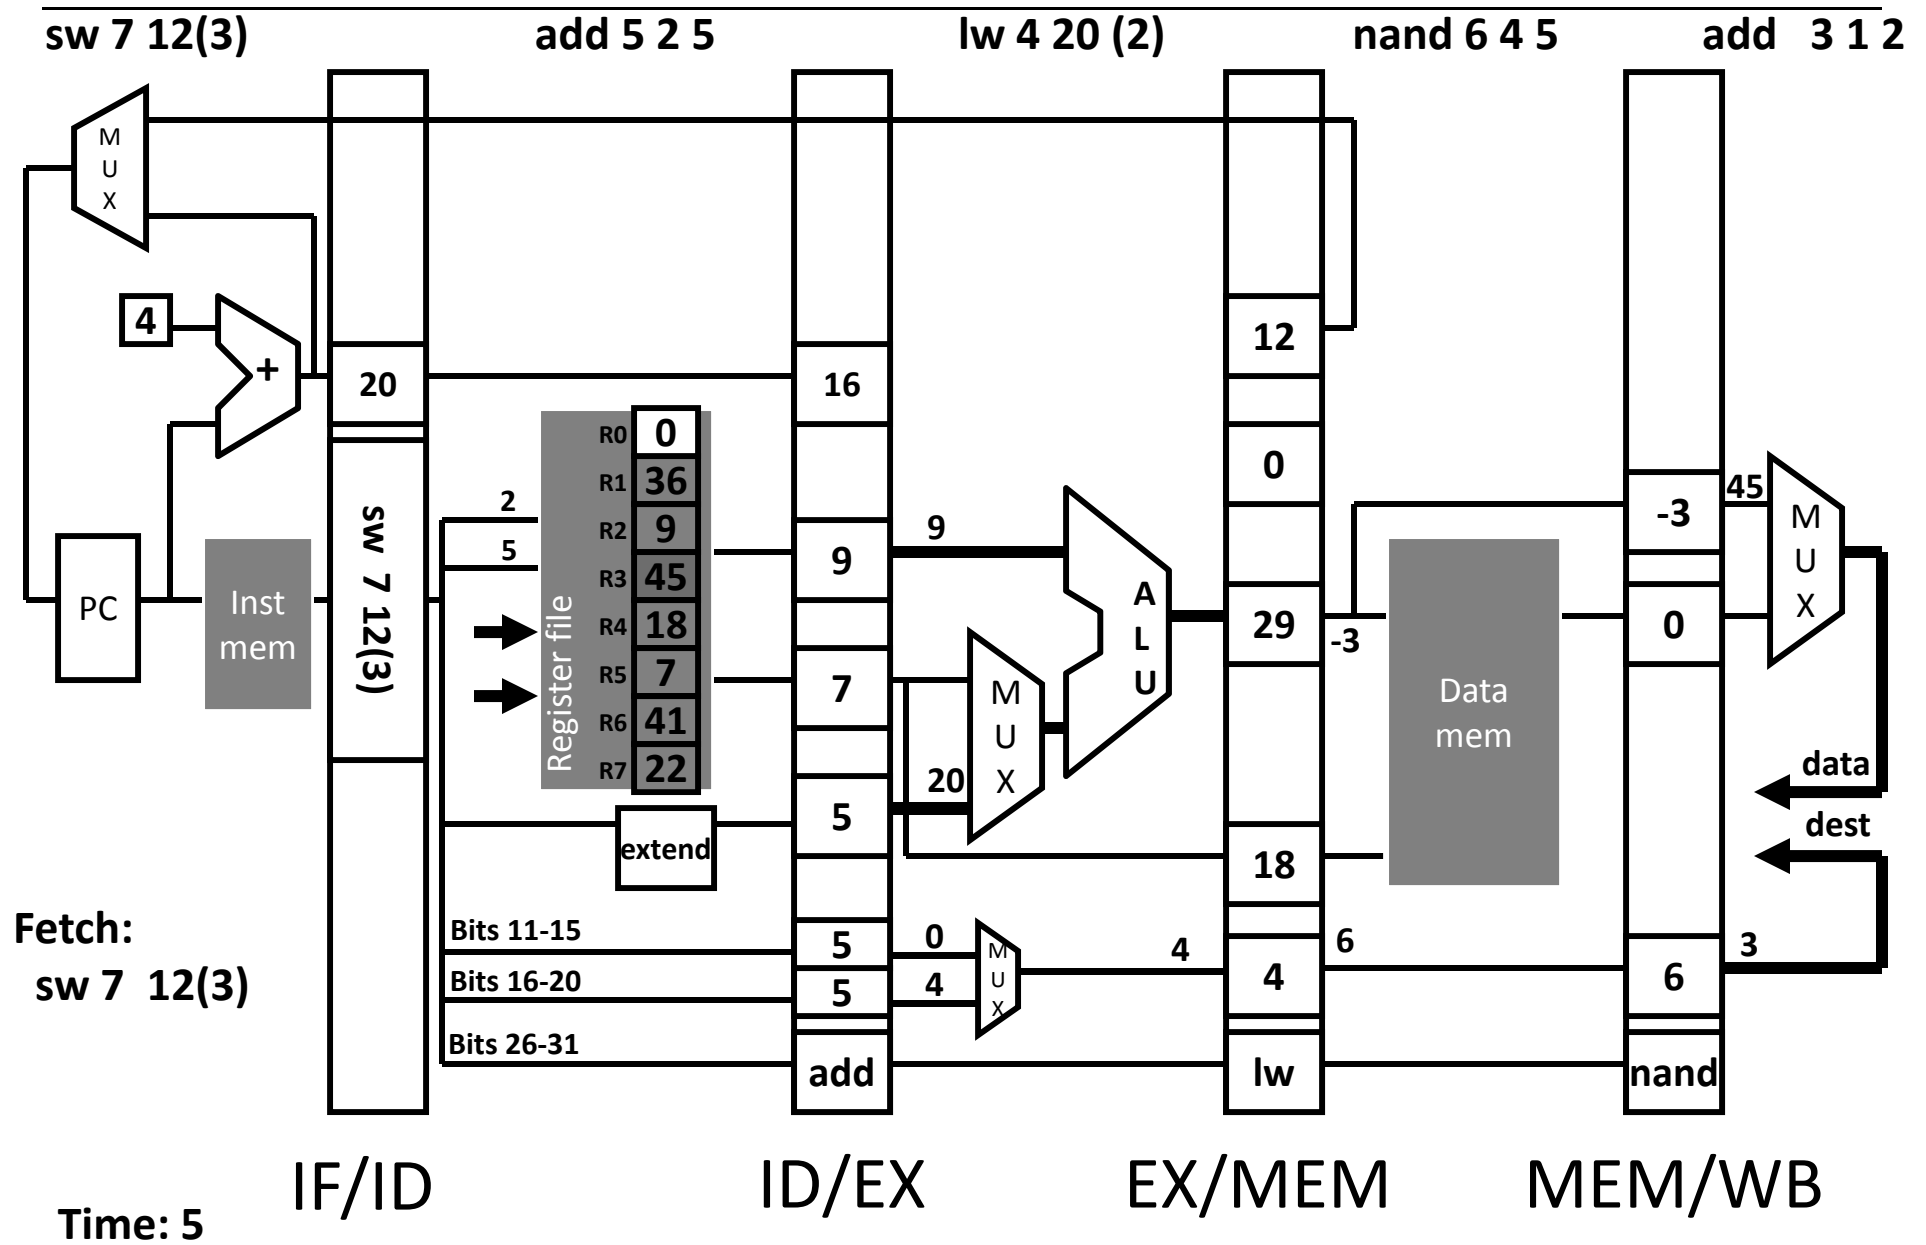 sw 7 12(3) add 5 2 5 lw 4 20 (2) nand 6 4 5 add 3 1 2
M
U
X
12
4
+
20
16
R0 0
R1 36
R2 9
R3 45
R4 18
R5 7
R6 41
R7 22
Register file
2
5
sw 7 12(3)
PC
Inst
mem
extend
9
7
5
9
20
M
U
X
A
L
U
0
29
-3
18
Data
mem
-3
0
45
M
U
X
data
dest
Fetch:
sw 7 12(3)
Bits 11-15
Bits 16-20
Bits 26-31
5
5
add
0
4
M
U
X
4
4
lw
6
6
nand
3
IF/ID ID/EX EX/MEM MEM/WB
Time: 5